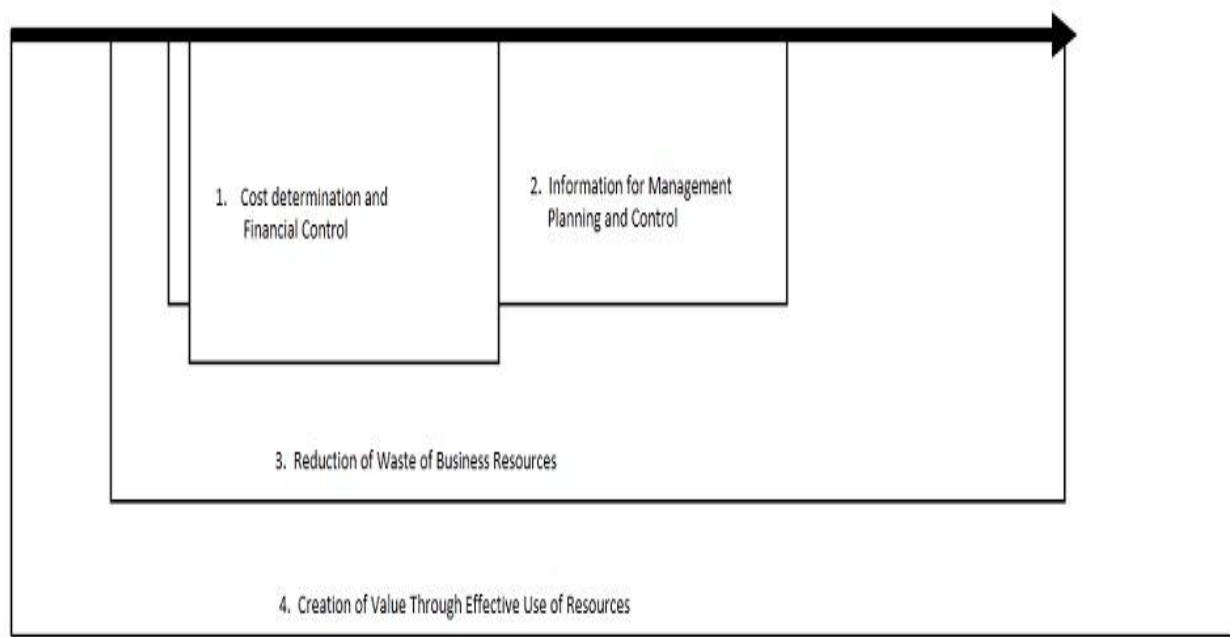 1. Cost determination and
Financial Control
2. Information for Management
Planning and Control
3. Reduction of Waste of Business Resources
4. Creation of Value Through Effective Use of Resources